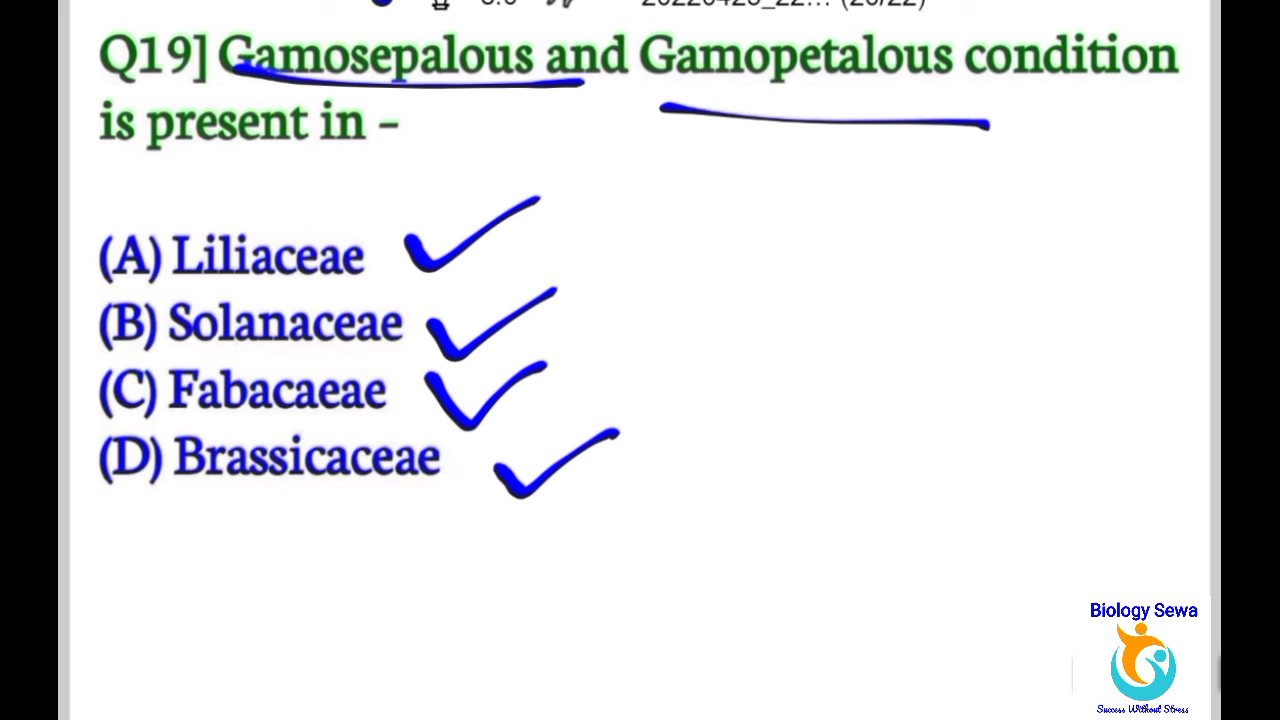 Q19] Gamosepalous and Gamopetalous condition
is present in –
(A) Liliaceae
(B) Solanaceae
(C) Fabacaeae
(D) Brassicaceae
Biology Sewa
Success Without Stress